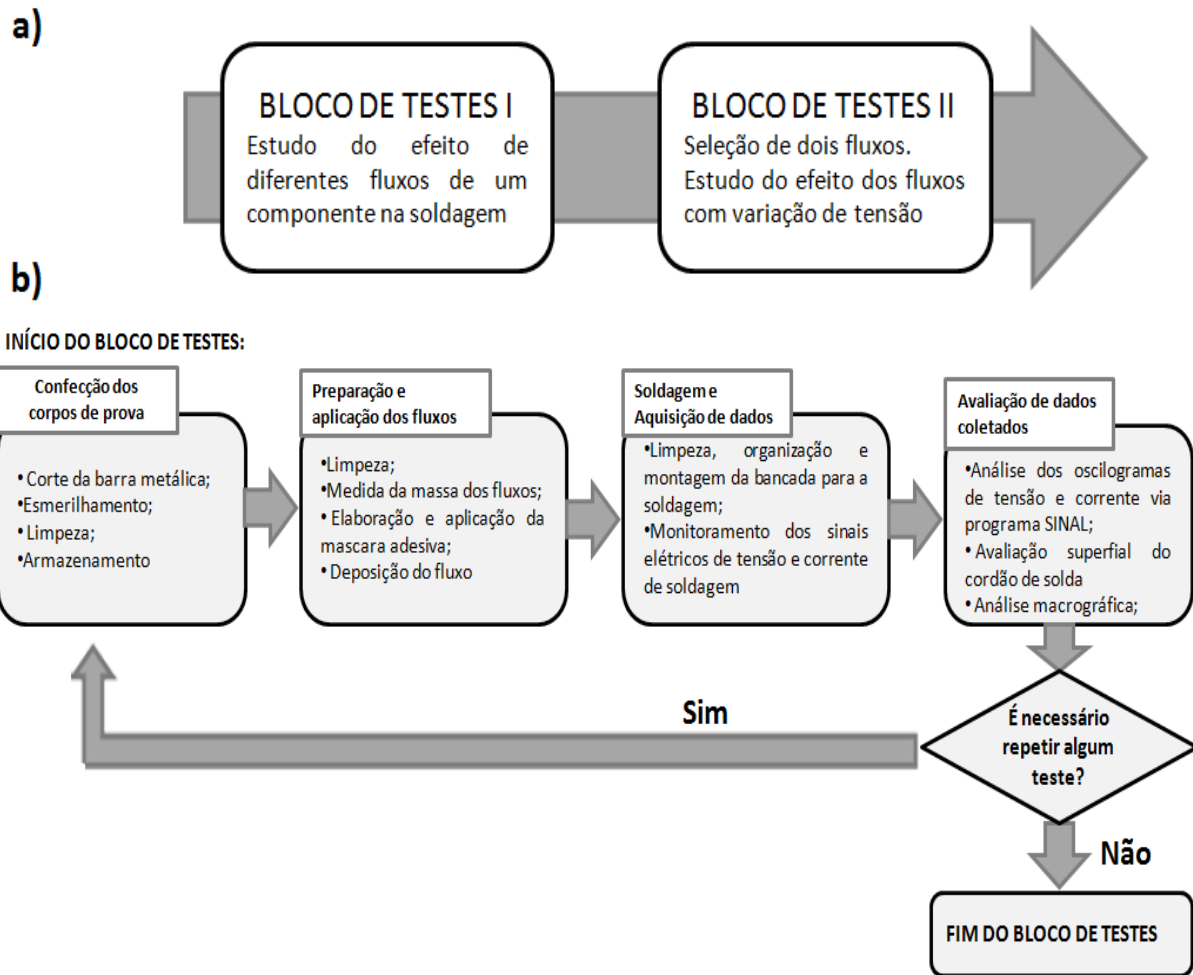 a)
BLOCO DE TESTES I
Estudo do efeito de
diferentes fluxos de um
componente na soldagem
BLOCO DE TESTES II
Seleção de dois fluxos.
Estudo do efeito dos fluxos
com variação de tensão
b)
INÍCIO DO BLOCO DE TESTES:
Confecção dos
corpos de prova
•Corte da barra metálica;
•Esmerilhamento;
•Limpeza;
•Armazenamento
Preparação e
aplicação dos fluxos
•Limpeza;
•Medida da massa dos fluxos;
•Elaboração e aplicação da
mascara adesiva;
•Deposição do fluxo
Soldagem e
Aquisição de dados
•Limpeza, organização e
montagem da bancada para a
soldagem;
•Monitoramento dos sinais
elétricos de tensão e corrente
de soldagem
Avaliação de dados
coletados
•Análise dos oscilogramas
de tensão e corrente via
programa SINAL;
•Avaliação superfial do
cordão de solda
•Análise macrográfica;
É necessário
repetir algum
teste?
Sim
Não
FIM DO BLOCO DE TESTES